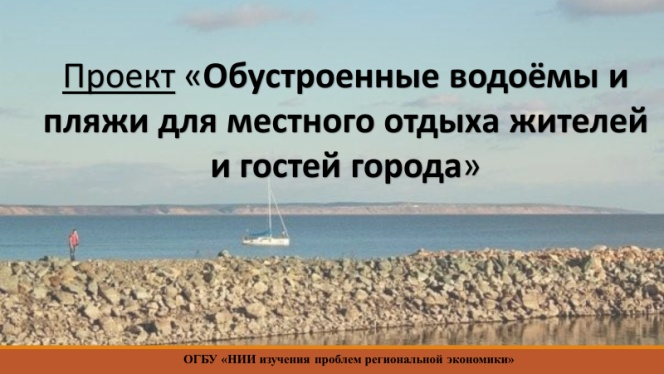 Проект «Обустроенные водоёмы и
пляжи для местного отдыха жителей
и гостей города»
ОГБУ «НИИ изучения проблем региональной экономики»